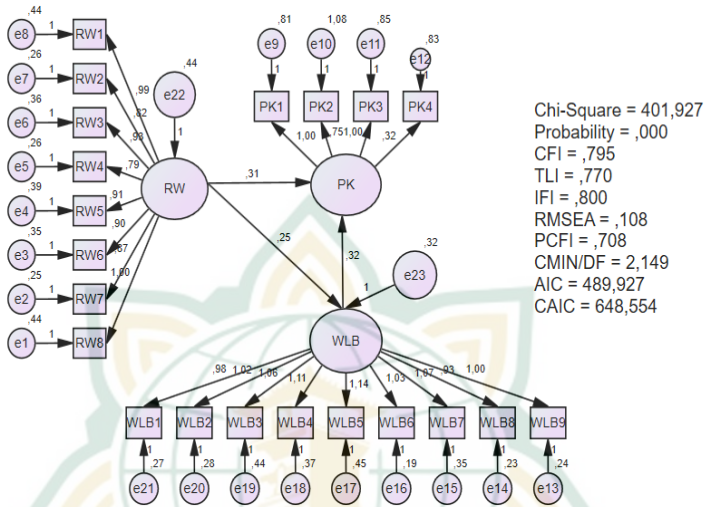 ,44
e8 1 RW1
,26
e7 1 RW2
,36
e6 1 RW3
,26
e5 1 RW4
,39
e4 1 RW5
,35
e3 1 RW6
,25
e2 1 RW7
,44
e1 1 RW8
,99
,82
,93
,79
,91
,90
,87
1,00
,44
e22
1
RW
,81 1,08 ,85 ,83
e9 e10 e11 e12
1 1 1 1
PK1 PK2 PK3 PK4
1,00 ,75 1,00 ,32
PK
,31
,25
,32
,32
e23
1
WLB
,98 1,02 1,06 1,11 1,14 1,03 1,07 ,93 1,00
WLB1 WLB2 WLB3 WLB4 WLB5 WLB6 WLB7 WLB8 WLB9
1 1 1 1 1 1 1 1 1
,27 ,28 ,44 ,37 ,45 ,19 ,35 ,23 ,24
e21 e20 e19 e18 e17 e16 e15 e14 e13
Chi-Square = 401,927
Probability = ,000
CFI = ,795
TLI = ,770
IFI = ,800
RMSEA = ,108
PCFI = ,708
CMIN/DF = 2,149
AIC = 489,927
CAIC = 648,554